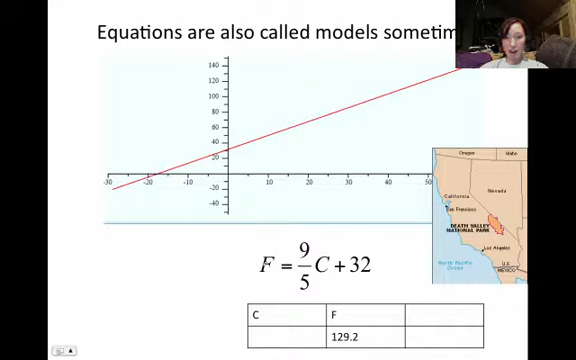 Equations are also called models sometim
140
120
100
80
60
40
20
-30 -20 -10 10 20 30 40 50
-20
-40
Oregon Idaho
Nevada
California
San Francisco
DEATH VALLEY
NATIONAL PARK
Los Angeles
North Pacific
Ocean
U.S.
MEXICO
F = 9/5 C + 32
C F
129.2